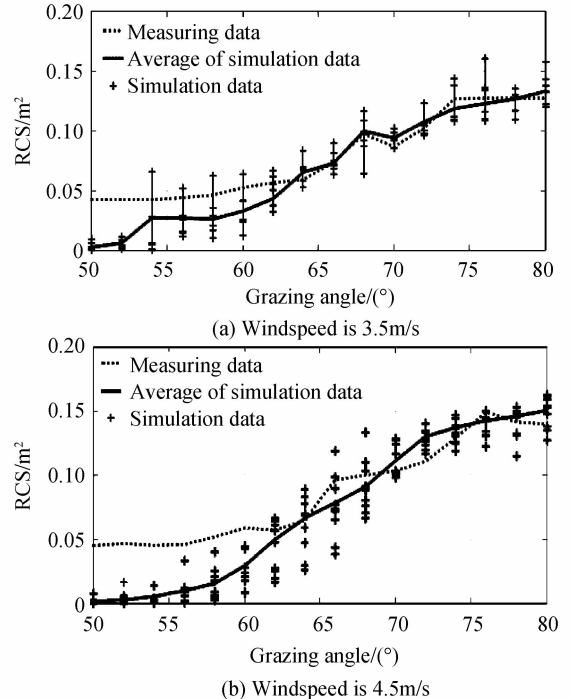 0.20
Measuring data
Average of simulation data
0.15
Simulation data
RCS/m²
0.10
0.05
0
50 55 60 65 70 75 80
Grazing angle/(°)
(a) Windspeed is 3.5m/s
0.20
Measuring data
Average of simulation data
0.15
Simulation data
RCS/m²
0.10
0.05
0
50 55 60 65 70 75 80
Grazing angle/(°)
(b) Windspeed is 4.5m/s